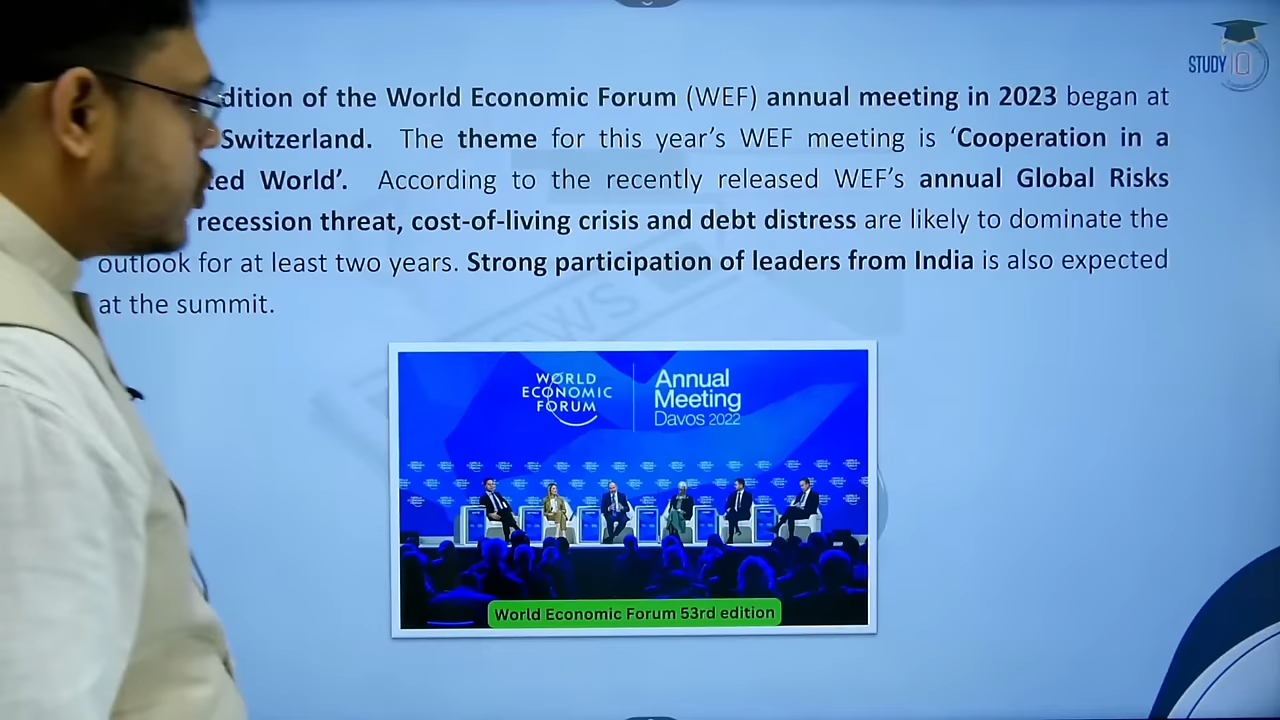 STUDY IQ
dition of the World Economic Forum (WEF) annual meeting in 2023 began at
Switzerland. The theme for this year's WEF meeting is 'Cooperation in a
ted World'. According to the recently released WEF's annual Global Risks
recession threat, cost-of-living crisis and debt distress are likely to dominate the
outlook for at least two years. Strong participation of leaders from India is also expected
at the summit.
WORLD
ECONOMIC
FORUM
Annual
Meeting
Davos 2022
World Economic Forum 53rd edition